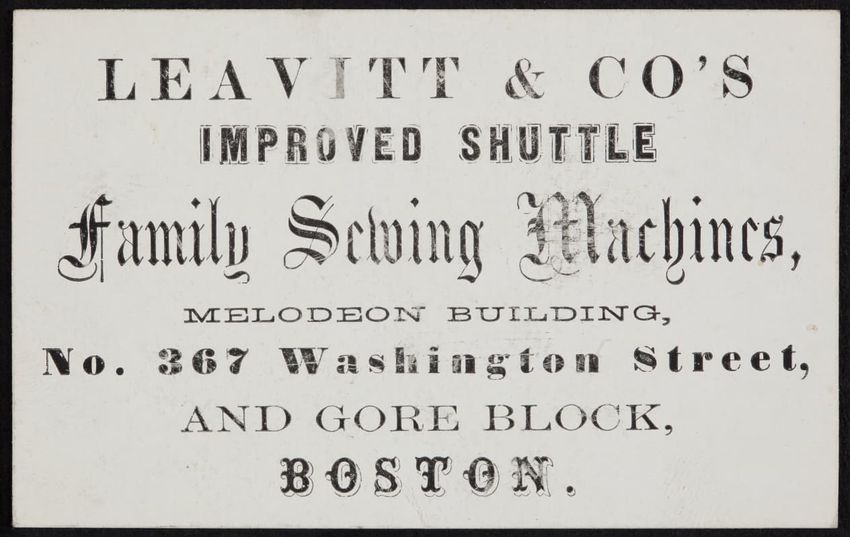 LEAVITT & CO'S
IMPROVED SHUTTLE
Family Sewing Machines,
MELODEON BUILDING,
No. 367 Washington Street,
AND GORE BLOCK,
BOSTON.